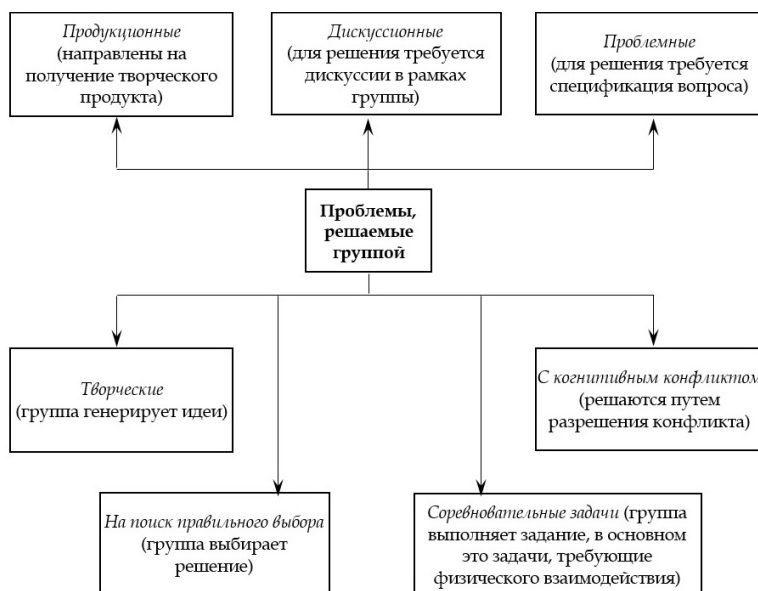 Продукционные
(направлены на
получение творческого
продукта)
Дискуссионные
(для решения требуется
дискуссии в рамках
группы)
Проблемные
(для решения требуется
спецификация вопроса)
Проблемы,
решаемые
группой
Творческие
(группа генерирует идеи)
С когнитивным конфликтом
(решаются путем
разрешения конфликта)
На поиск правильного выбора
(группа выбирает
решение)
Соревновательные задачи (группа
выполняет задание, в основном
это задачи, требующие
физического взаимодействия)